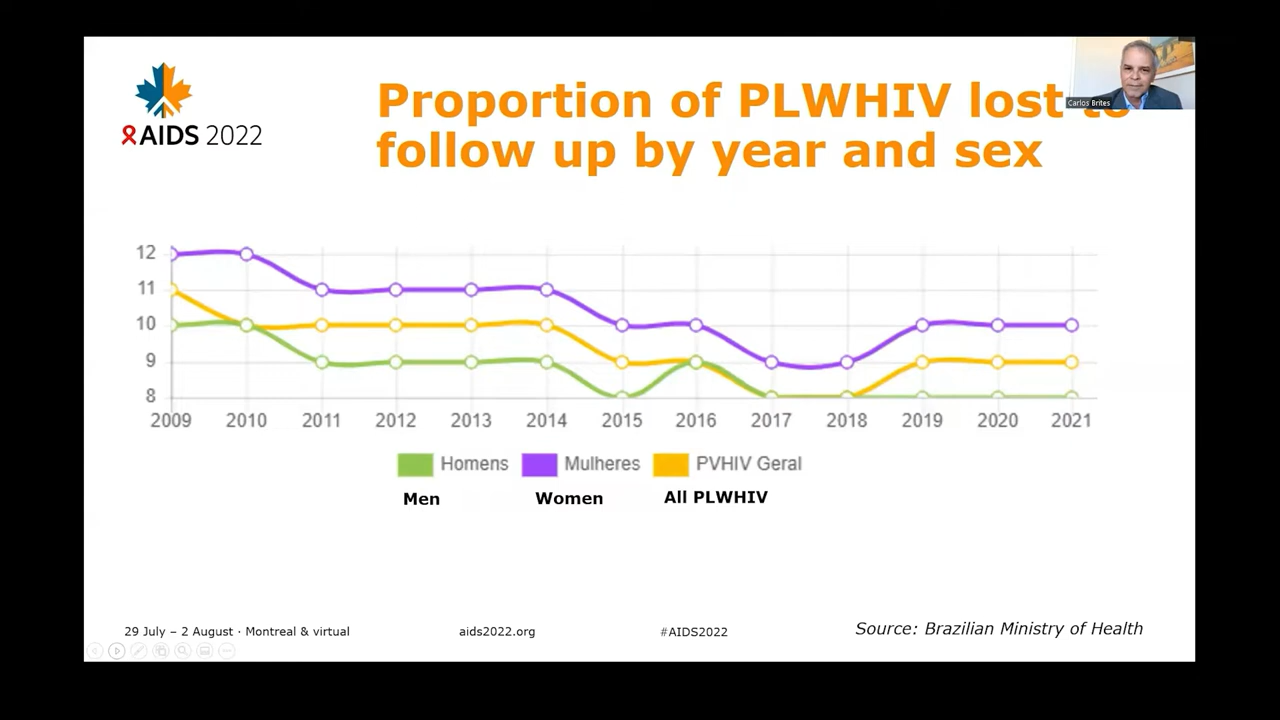 AIDS 2022
Proportion of PLWHIV lost to
follow up by year and sex
Carlos Brites
12
11
10
9
8
2009 2010 2011 2012 2013 2014 2015 2016 2017 2018 2019 2020 2021
Homens Mulheres PVHIV Geral
Men Women All PLWHIV
29 July – 2 August · Montreal & virtual aids2022.org #AIDS2022 Source: Brazilian Ministry of Health